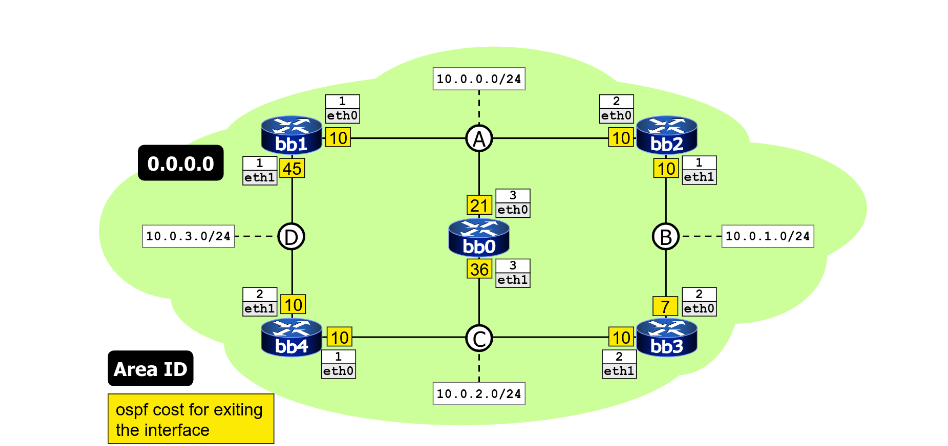 10.0.0.0/24
1
eth0
2
eth0
bb1
10
A
10
bb2
0.0.0.0
1
eth1
45
10
1
eth1
21
3
eth0
10.0.3.0/24
D
bb0
B
10.0.1.0/24
36
3
eth1
2
eth1
10
7
2
eth0
bb4
10
C
10
bb3
1
eth0
2
eth1
Area ID
10.0.2.0/24
ospf cost for exiting
the interface